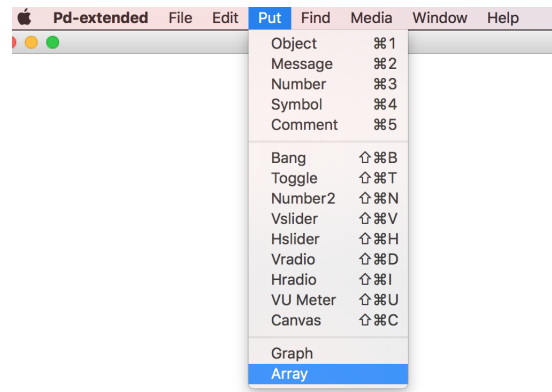 Pd-extended File Edit Put Find Media Window Help
Object ⌘1
Message ⌘2
Number ⌘3
Symbol ⌘4
Comment ⌘5
Bang ⇧⌘B
Toggle ⇧⌘T
Number2 ⇧⌘N
Vslider ⇧⌘V
Hslider ⇧⌘H
Vradio ⇧⌘D
Hradio ⇧⌘I
VU Meter ⇧⌘U
Canvas ⇧⌘C
Graph
Array